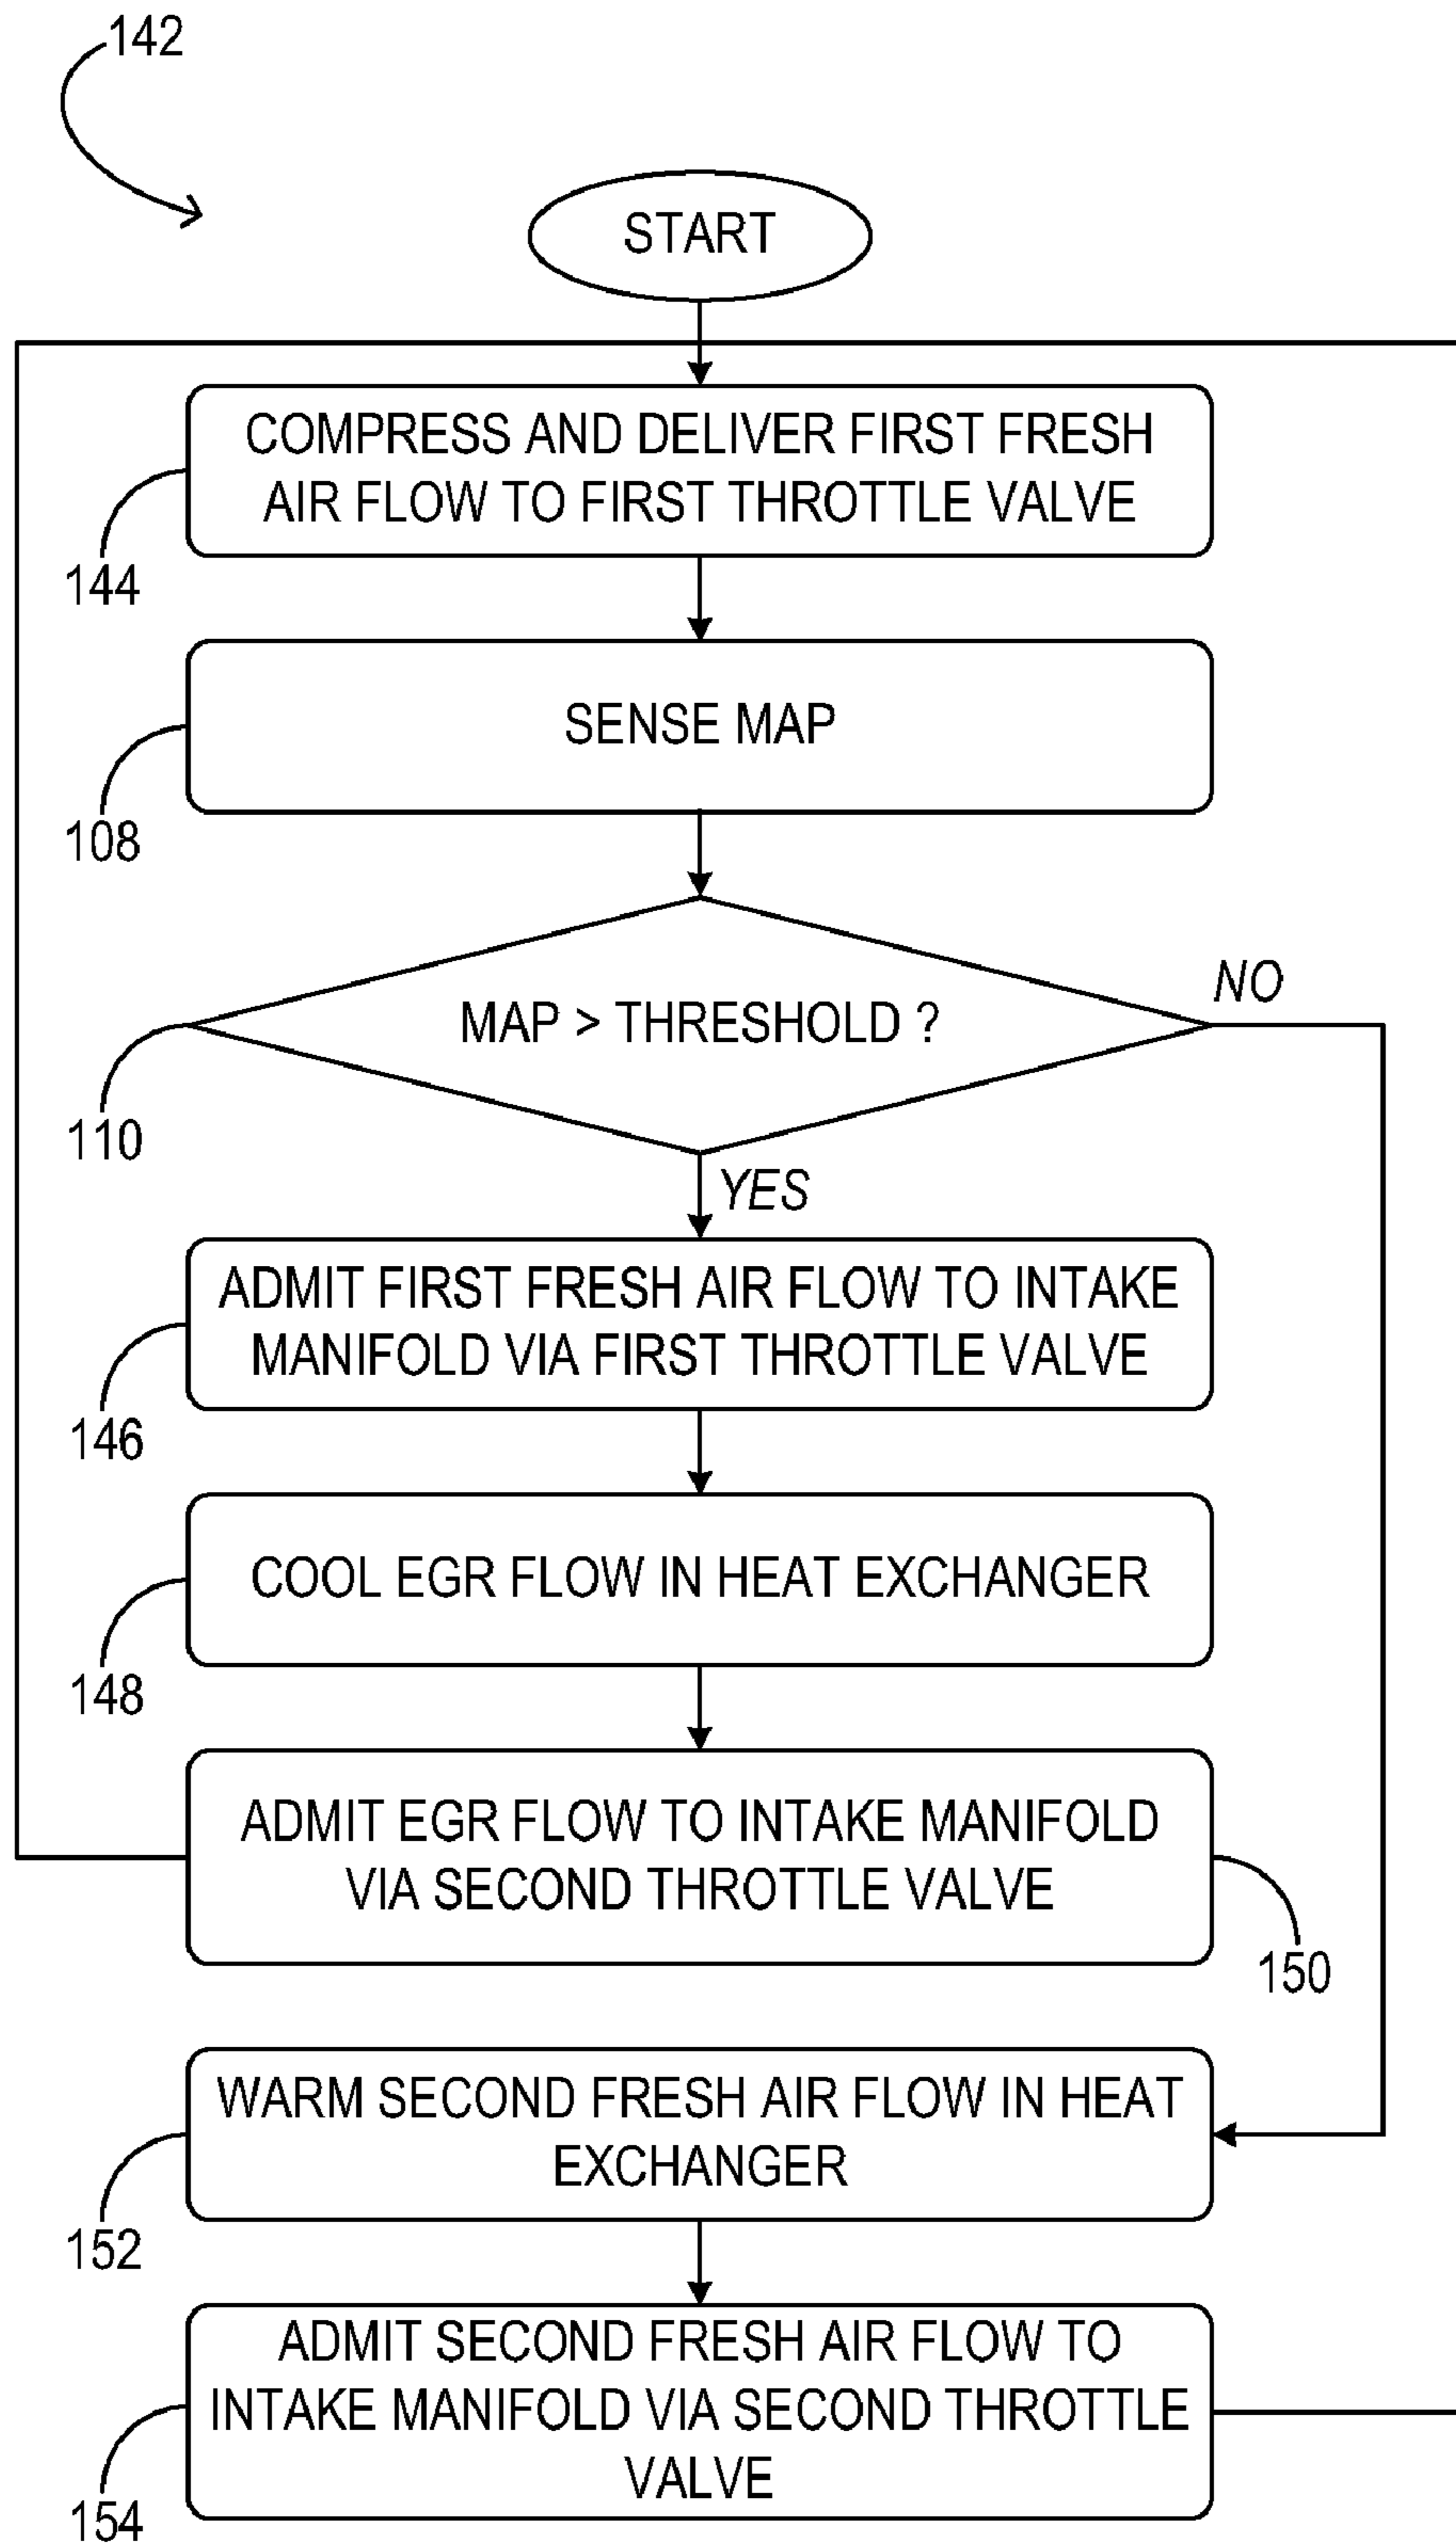 142
START
COMPRESS AND DELIVER FIRST FRESH
AIR FLOW TO FIRST THROTTLE VALVE
144
SENSE MAP
108
MAP > THRESHOLD ?
NO
110
YES
ADMIT FIRST FRESH AIR FLOW TO INTAKE
MANIFOLD VIA FIRST THROTTLE VALVE
146
COOL EGR FLOW IN HEAT EXCHANGER
148
ADMIT EGR FLOW TO INTAKE MANIFOLD
VIA SECOND THROTTLE VALVE
150
WARM SECOND FRESH AIR FLOW IN HEAT
EXCHANGER
152
ADMIT SECOND FRESH AIR FLOW TO
INTAKE MANIFOLD VIA SECOND THROTTLE
VALVE
154